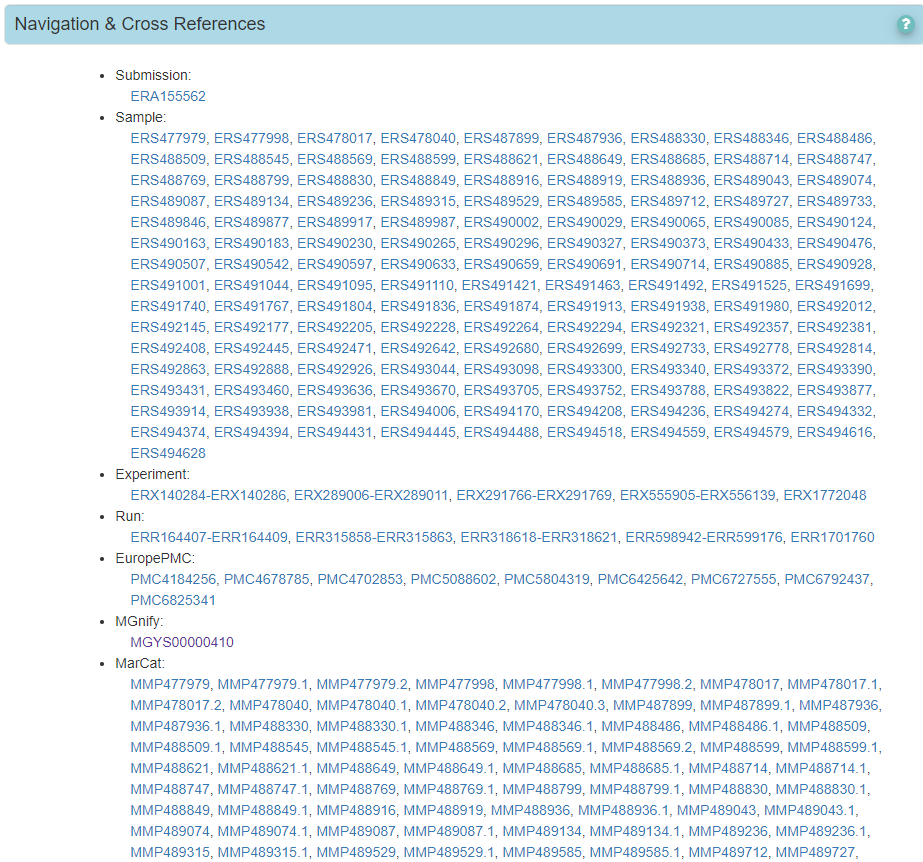 Navigation & Cross References
?
Submission:
ERA155562
Sample:
ERS477979, ERS477998, ERS478017, ERS478040, ERS487899, ERS487936, ERS488330, ERS488346, ERS488486,
ERS488509, ERS488545, ERS488569, ERS488599, ERS488621, ERS488649, ERS488685, ERS488714, ERS488747,
ERS488769, ERS488799, ERS488830, ERS488849, ERS488916, ERS488919, ERS488936, ERS489043, ERS489074,
ERS489087, ERS489134, ERS489236, ERS489315, ERS489529, ERS489585, ERS489712, ERS489727, ERS489733,
ERS489846, ERS489877, ERS489917, ERS489987, ERS490002, ERS490029, ERS490065, ERS490085, ERS490124,
ERS490163, ERS490183, ERS490230, ERS490265, ERS490296, ERS490327, ERS490373, ERS490433, ERS490476,
ERS490507, ERS490542, ERS490597, ERS490633, ERS490659, ERS490691, ERS490714, ERS490885, ERS490928,
ERS491001, ERS491044, ERS491095, ERS491110, ERS491421, ERS491463, ERS491492, ERS491525, ERS491699,
ERS491740, ERS491767, ERS491804, ERS491836, ERS491874, ERS491913, ERS491938, ERS491980, ERS492012,
ERS492145, ERS492177, ERS492205, ERS492228, ERS492264, ERS492294, ERS492321, ERS492357, ERS492381,
ERS492408, ERS492445, ERS492471, ERS492642, ERS492680, ERS492699, ERS492733, ERS492778, ERS492814,
ERS492863, ERS492888, ERS492926, ERS493044, ERS493098, ERS493300, ERS493340, ERS493372, ERS493390,
ERS493431, ERS493460, ERS493636, ERS493670, ERS493705, ERS493752, ERS493788, ERS493822, ERS493877,
ERS493914, ERS493938, ERS493981, ERS494006, ERS494170, ERS494208, ERS494236, ERS494274, ERS494332,
ERS494374, ERS494394, ERS494431, ERS494445, ERS494488, ERS494518, ERS494559, ERS494579, ERS494616,
ERS494628
Experiment:
ERX140284-ERX140286, ERX289006-ERX289011, ERX291766-ERX291769, ERX555905-ERX556139, ERX1772048
Run:
ERR164407-ERR164409, ERR315858-ERR315863, ERR318618-ERR318621, ERR598942-ERR599176, ERR1701760
EuropePMC:
PMC4184256, PMC4678785, PMC4702853, PMC5088602, PMC5804319, PMC6425642, PMC6727555, PMC6792437,
PMC6825341
MGnify:
MGYS00000410
MarCat:
MMP477979, MMP477979.1, MMP477979.2, MMP477998, MMP477998.1, MMP477998.2, MMP478017, MMP478017.1,
MMP478017.2, MMP478040, MMP478040.1, MMP478040.2, MMP478040.3, MMP487899, MMP487899.1, MMP487936,
MMP487936.1, MMP488330, MMP488330.1, MMP488346, MMP488346.1, MMP488486, MMP488486.1, MMP488509,
MMP488509.1, MMP488545, MMP488545.1, MMP488569, MMP488569.1, MMP488569.2, MMP488599, MMP488599.1,
MMP488621, MMP488621.1, MMP488649, MMP488649.1, MMP488685, MMP488685.1, MMP488714, MMP488714.1,
MMP488747, MMP488747.1, MMP488769, MMP488769.1, MMP488799, MMP488799.1, MMP488830, MMP488830.1,
MMP488849, MMP488849.1, MMP488916, MMP488919, MMP488936, MMP488936.1, MMP489043, MMP489043.1,
MMP489074, MMP489074.1, MMP489087, MMP489087.1, MMP489134, MMP489134.1, MMP489236, MMP489236.1,
MMP489315, MMP489315.1, MMP489529, MMP489529.1, MMP489585, MMP489585.1, MMP489712, MMP489727,